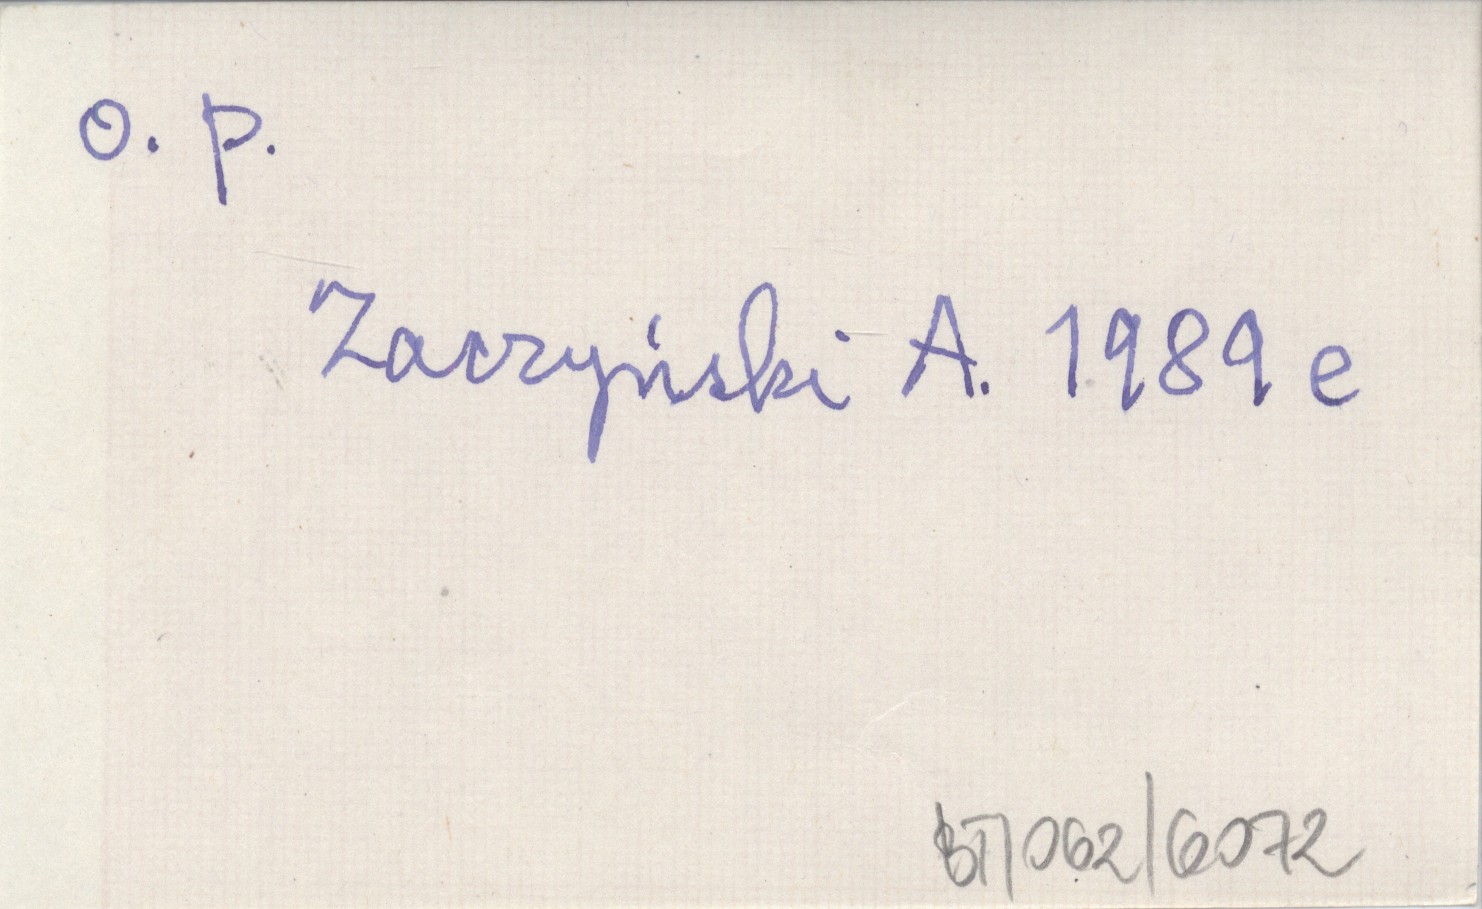 o. p.
Zaczyński A. 1989 e
BT/062/6072